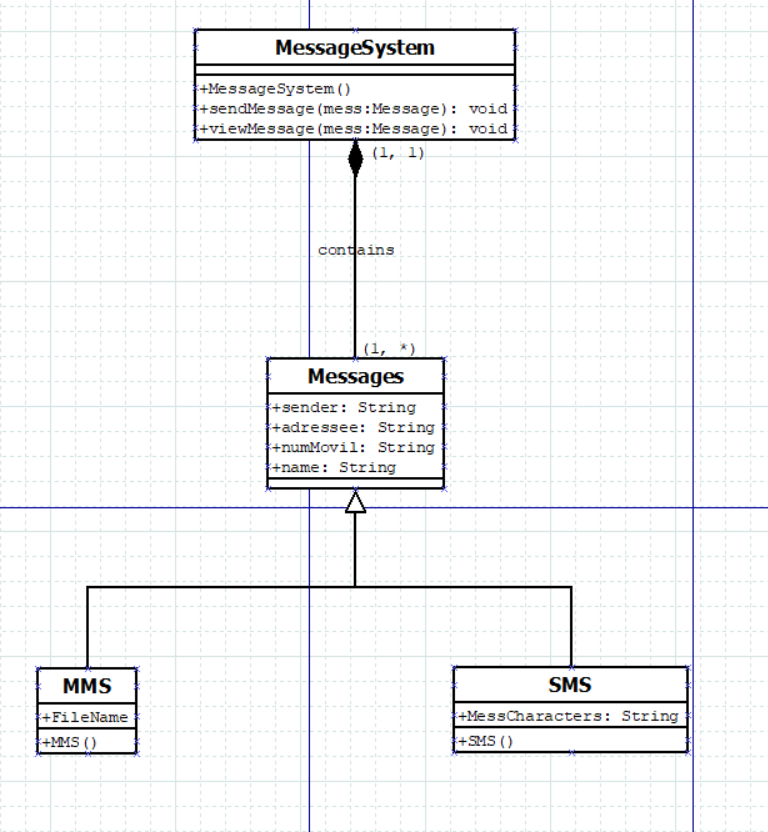 MessageSystem
+MessageSystem()
+sendMessage(mess:Message): void
+viewMessage(mess:Message): void
(1, 1)
contains
(1, *)
Messages
+sender: String
+adressee: String
+numMovil: String
+name: String
MMS
+FileName
+MMS()
SMS
+MessCharacters: String
+SMS()